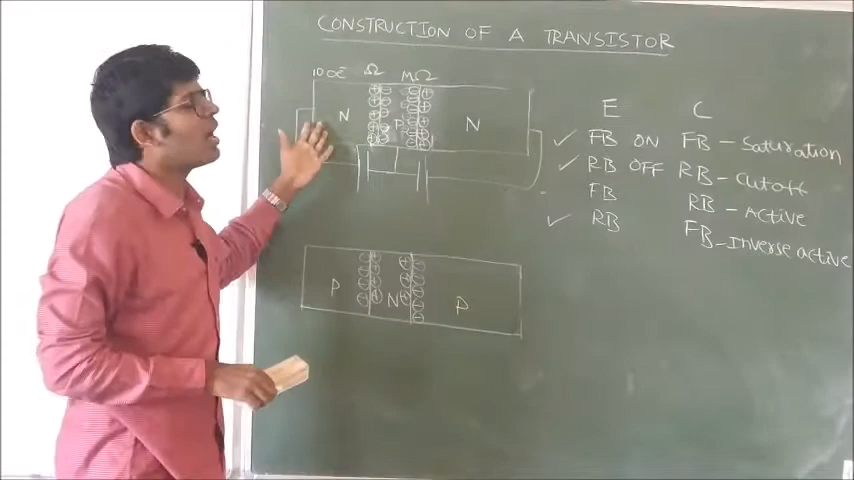 CONSTRUCTION OF A TRANSISTOR
Ω MΩ
N P N
E C
FB ON FB - Saturation
RB OFF RB - Cutoff
FB RB - Active
RB FB - Inverse active
P N P